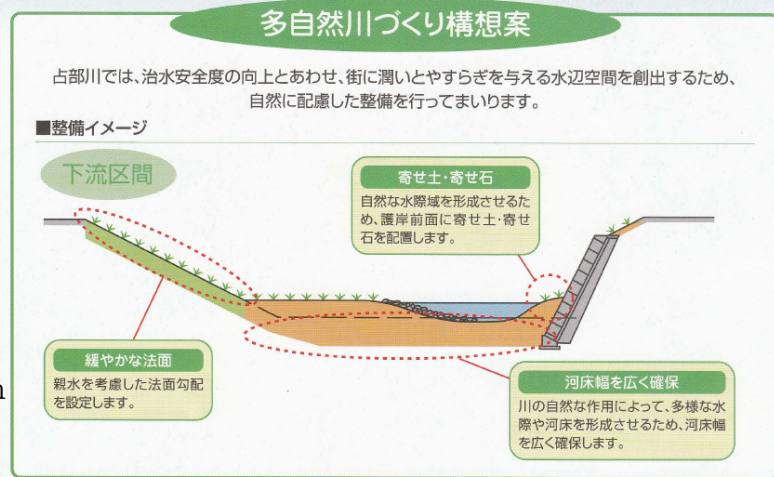 多自然川づくり構想案
占部川では、治水安全度の向上とあわせ、街に潤いとやすらぎを与える水辺空間を創出するため、
自然に配慮した整備を行ってまいります。
■整備イメージ
下流区間
寄せ土・寄せ石
自然な水際域を形成させるた
め、護岸前面に寄せ土・寄せ
石を配置します。
緩やかな法面
親水を考慮した法面勾配
を設定します。
河床幅を広く確保
川の自然な作用によって、多様な水
際や河床を形成させるため、河床幅
を広く確保します。
n